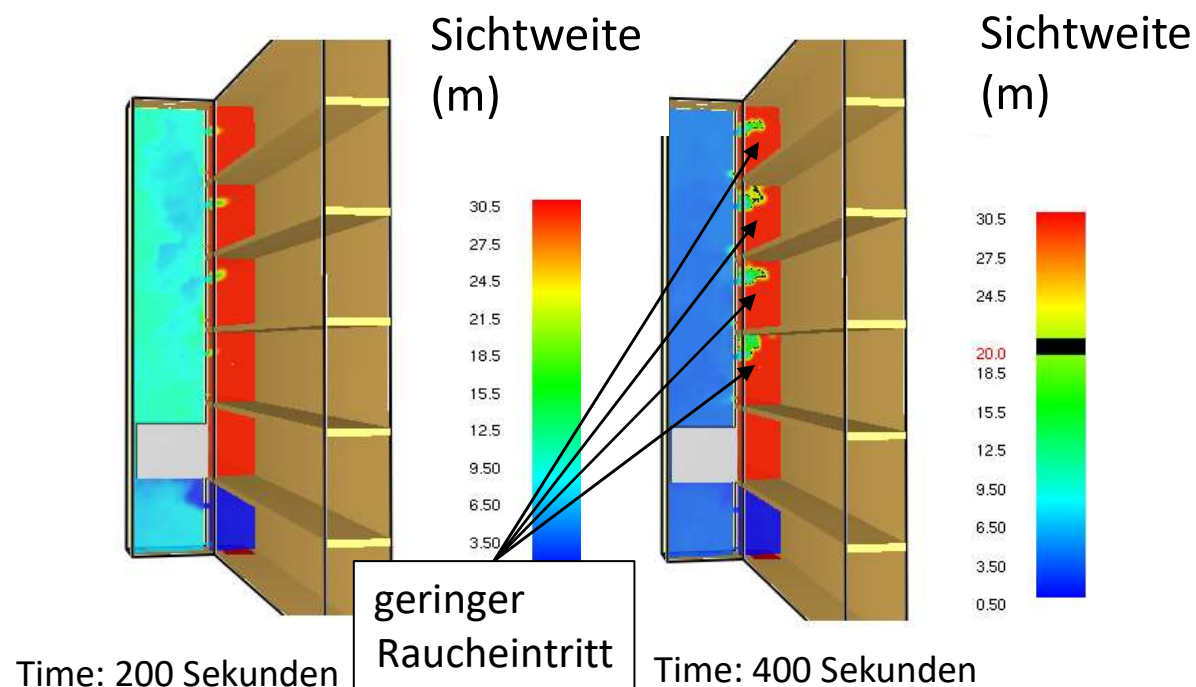 Sichtweite
(m)
30.5
27.5
24.5
21.5
18.5
15.5
12.5
9.50
6.50
3.50
Time: 200 Sekunden
geringer
Raucheintritt
Sichtweite
(m)
30.5
27.5
24.5
20.0
18.5
15.5
12.5
9.50
6.50
3.50
0.50
Time: 400 Sekunden